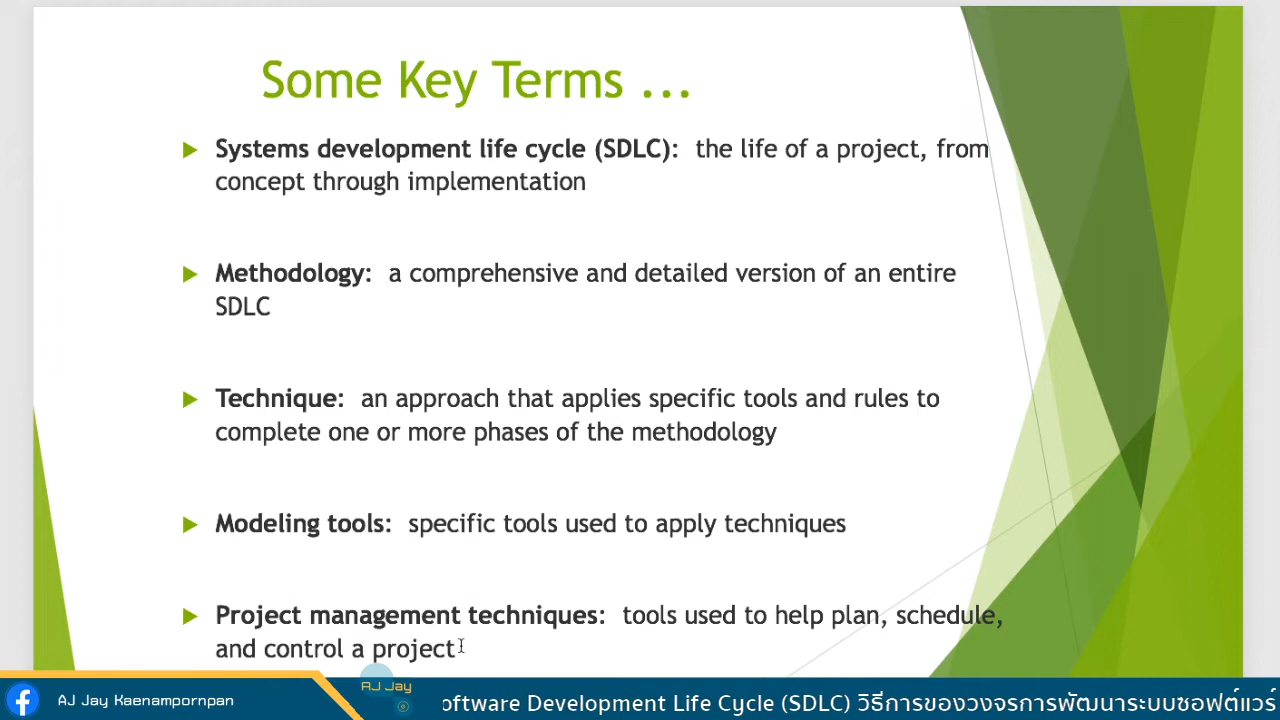 Some Key Terms ...
Systems development life cycle (SDLC): the life of a project, from
concept through implementation
Methodology: a comprehensive and detailed version of an entire
SDLC
Technique: an approach that applies specific tools and rules to
complete one or more phases of the methodology
Modeling tools: specific tools used to apply techniques
Project management techniques: tools used to help plan, schedule,
and control a project
AJ Jay
AJ Jay Kaenampornpan
oftware Development Life Cycle (SDLC) วิธีการของวงจรการพัฒนาระบบซอฟต์แวร์